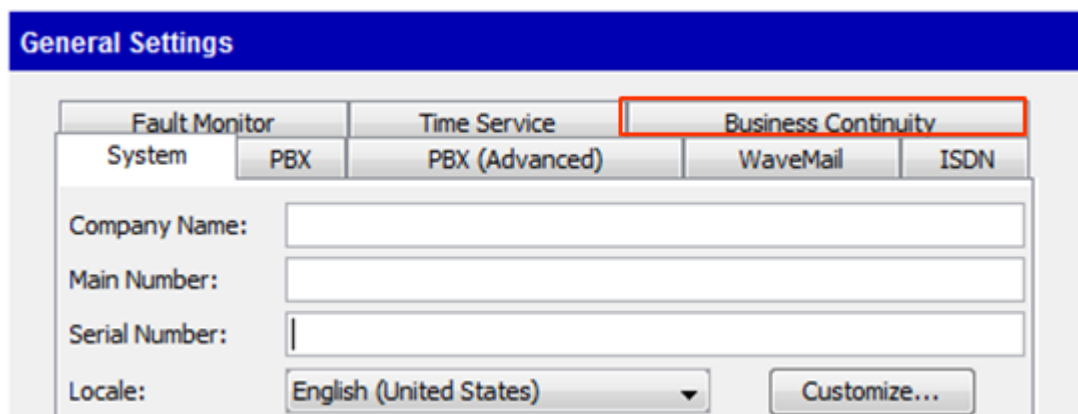 General Settings
Fault Monitor Time Service Business Continuity
System PBX PBX (Advanced) WaveMail ISDN
Company Name:
Main Number:
Serial Number:
Locale: English (United States) Customize...